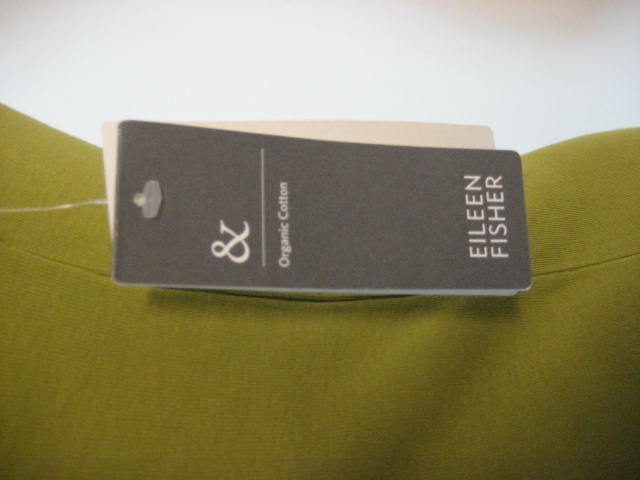 &
Organic Cotton
EILEEN
FISHER